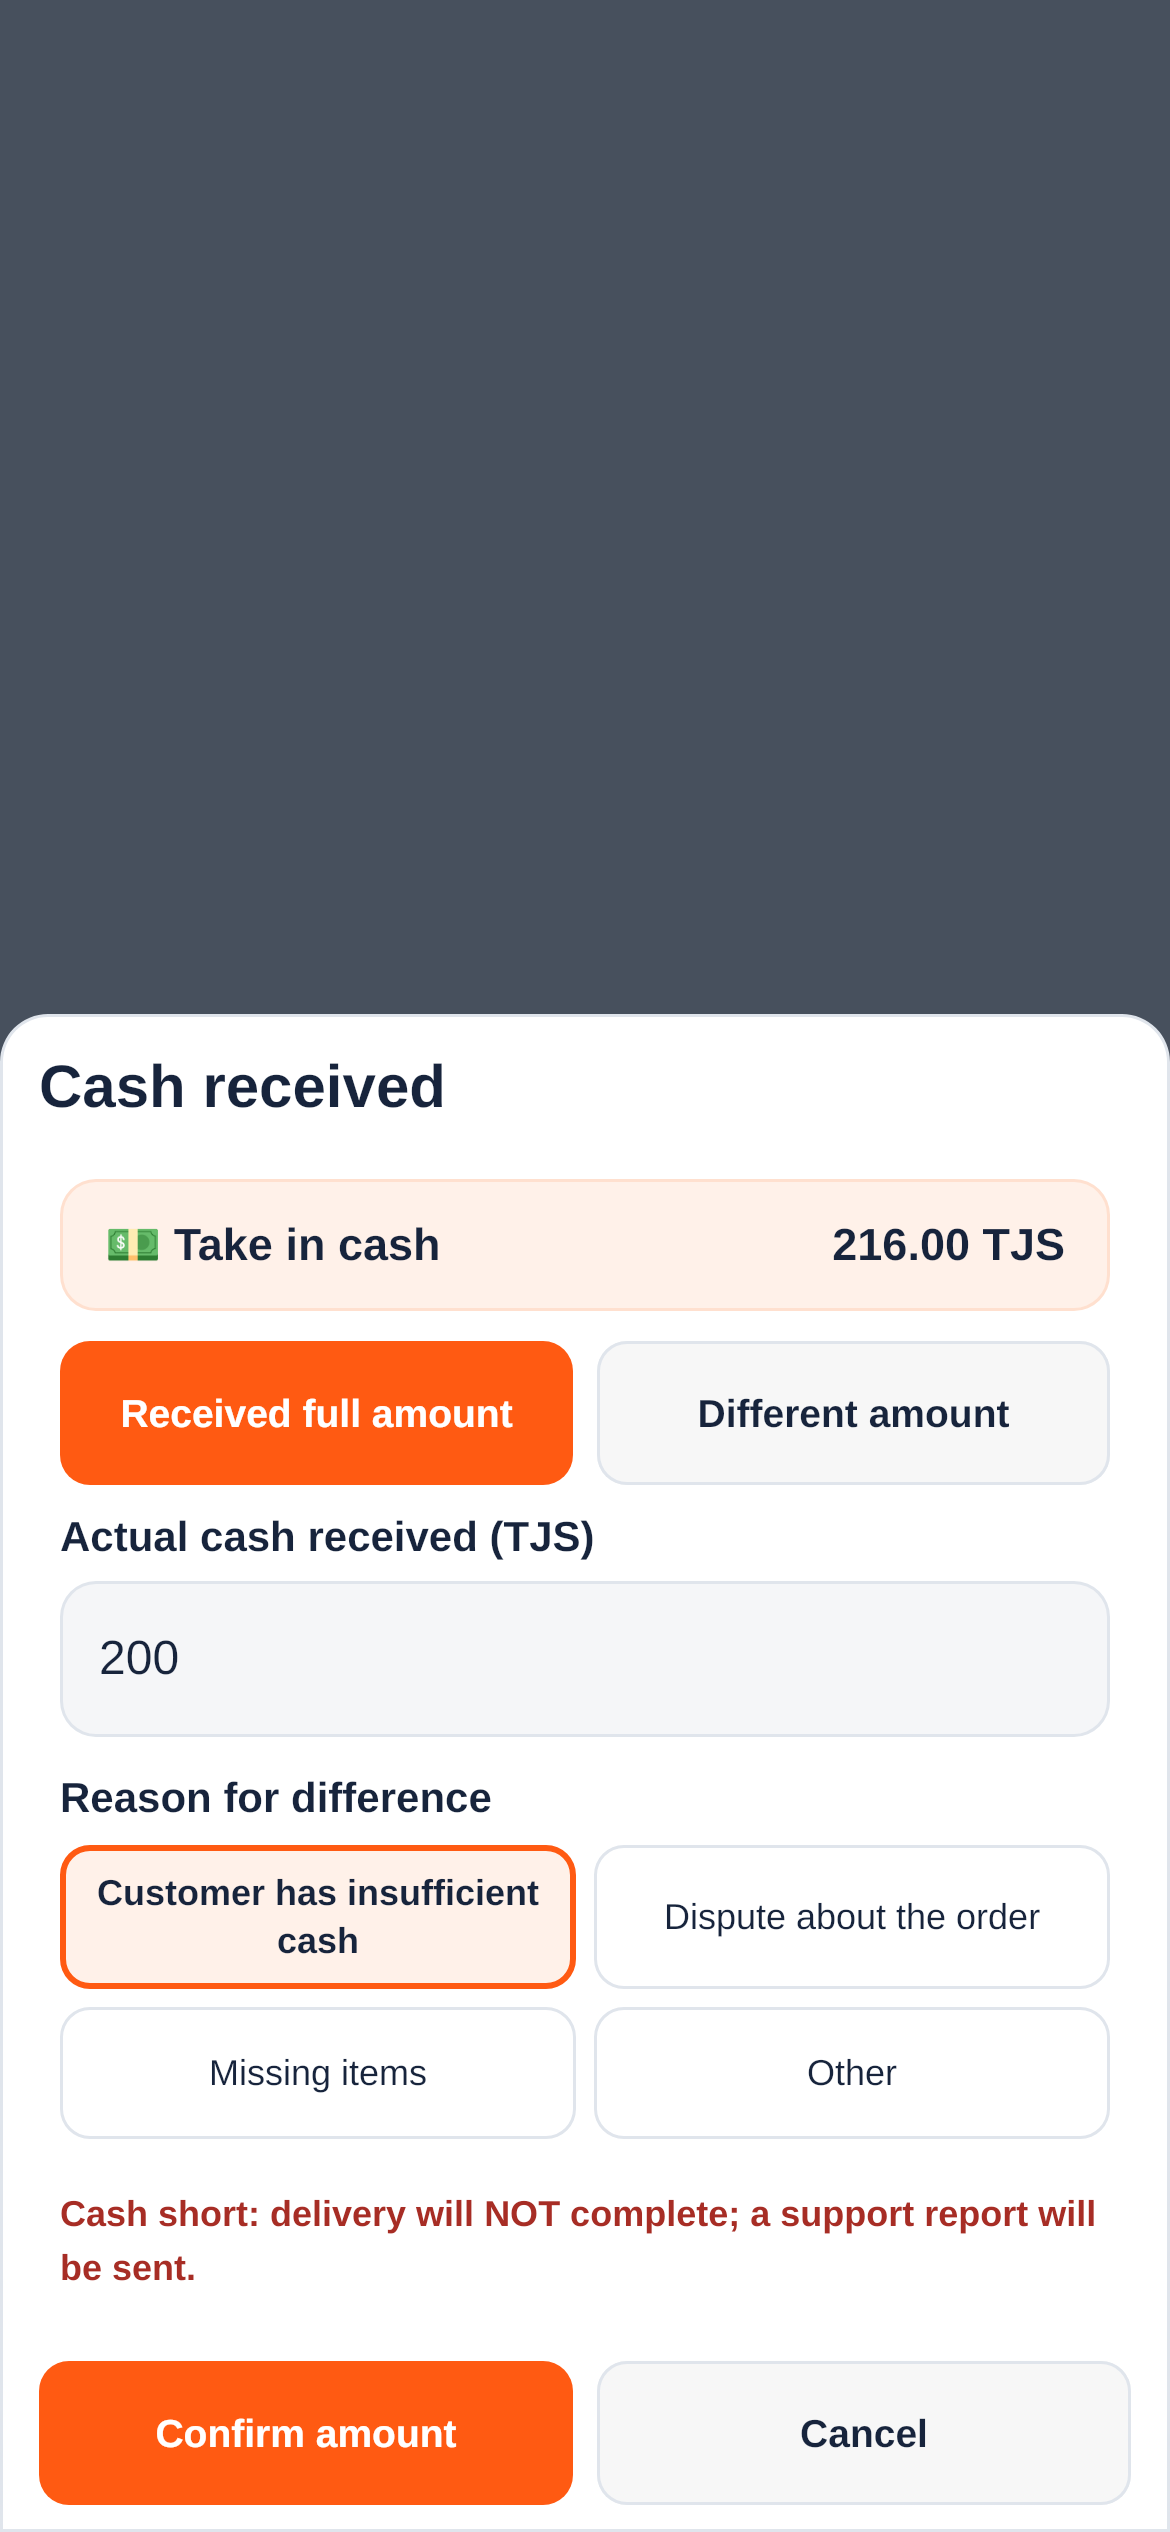 Cash received
💵 Take in cash 216.00 TJS
Received full amount
Different amount
Actual cash received (TJS)
200
Reason for difference
Customer has insufficient
cash
Dispute about the order
Missing items
Other
Cash short: delivery will NOT complete; a support report will
be sent.
Confirm amount
Cancel